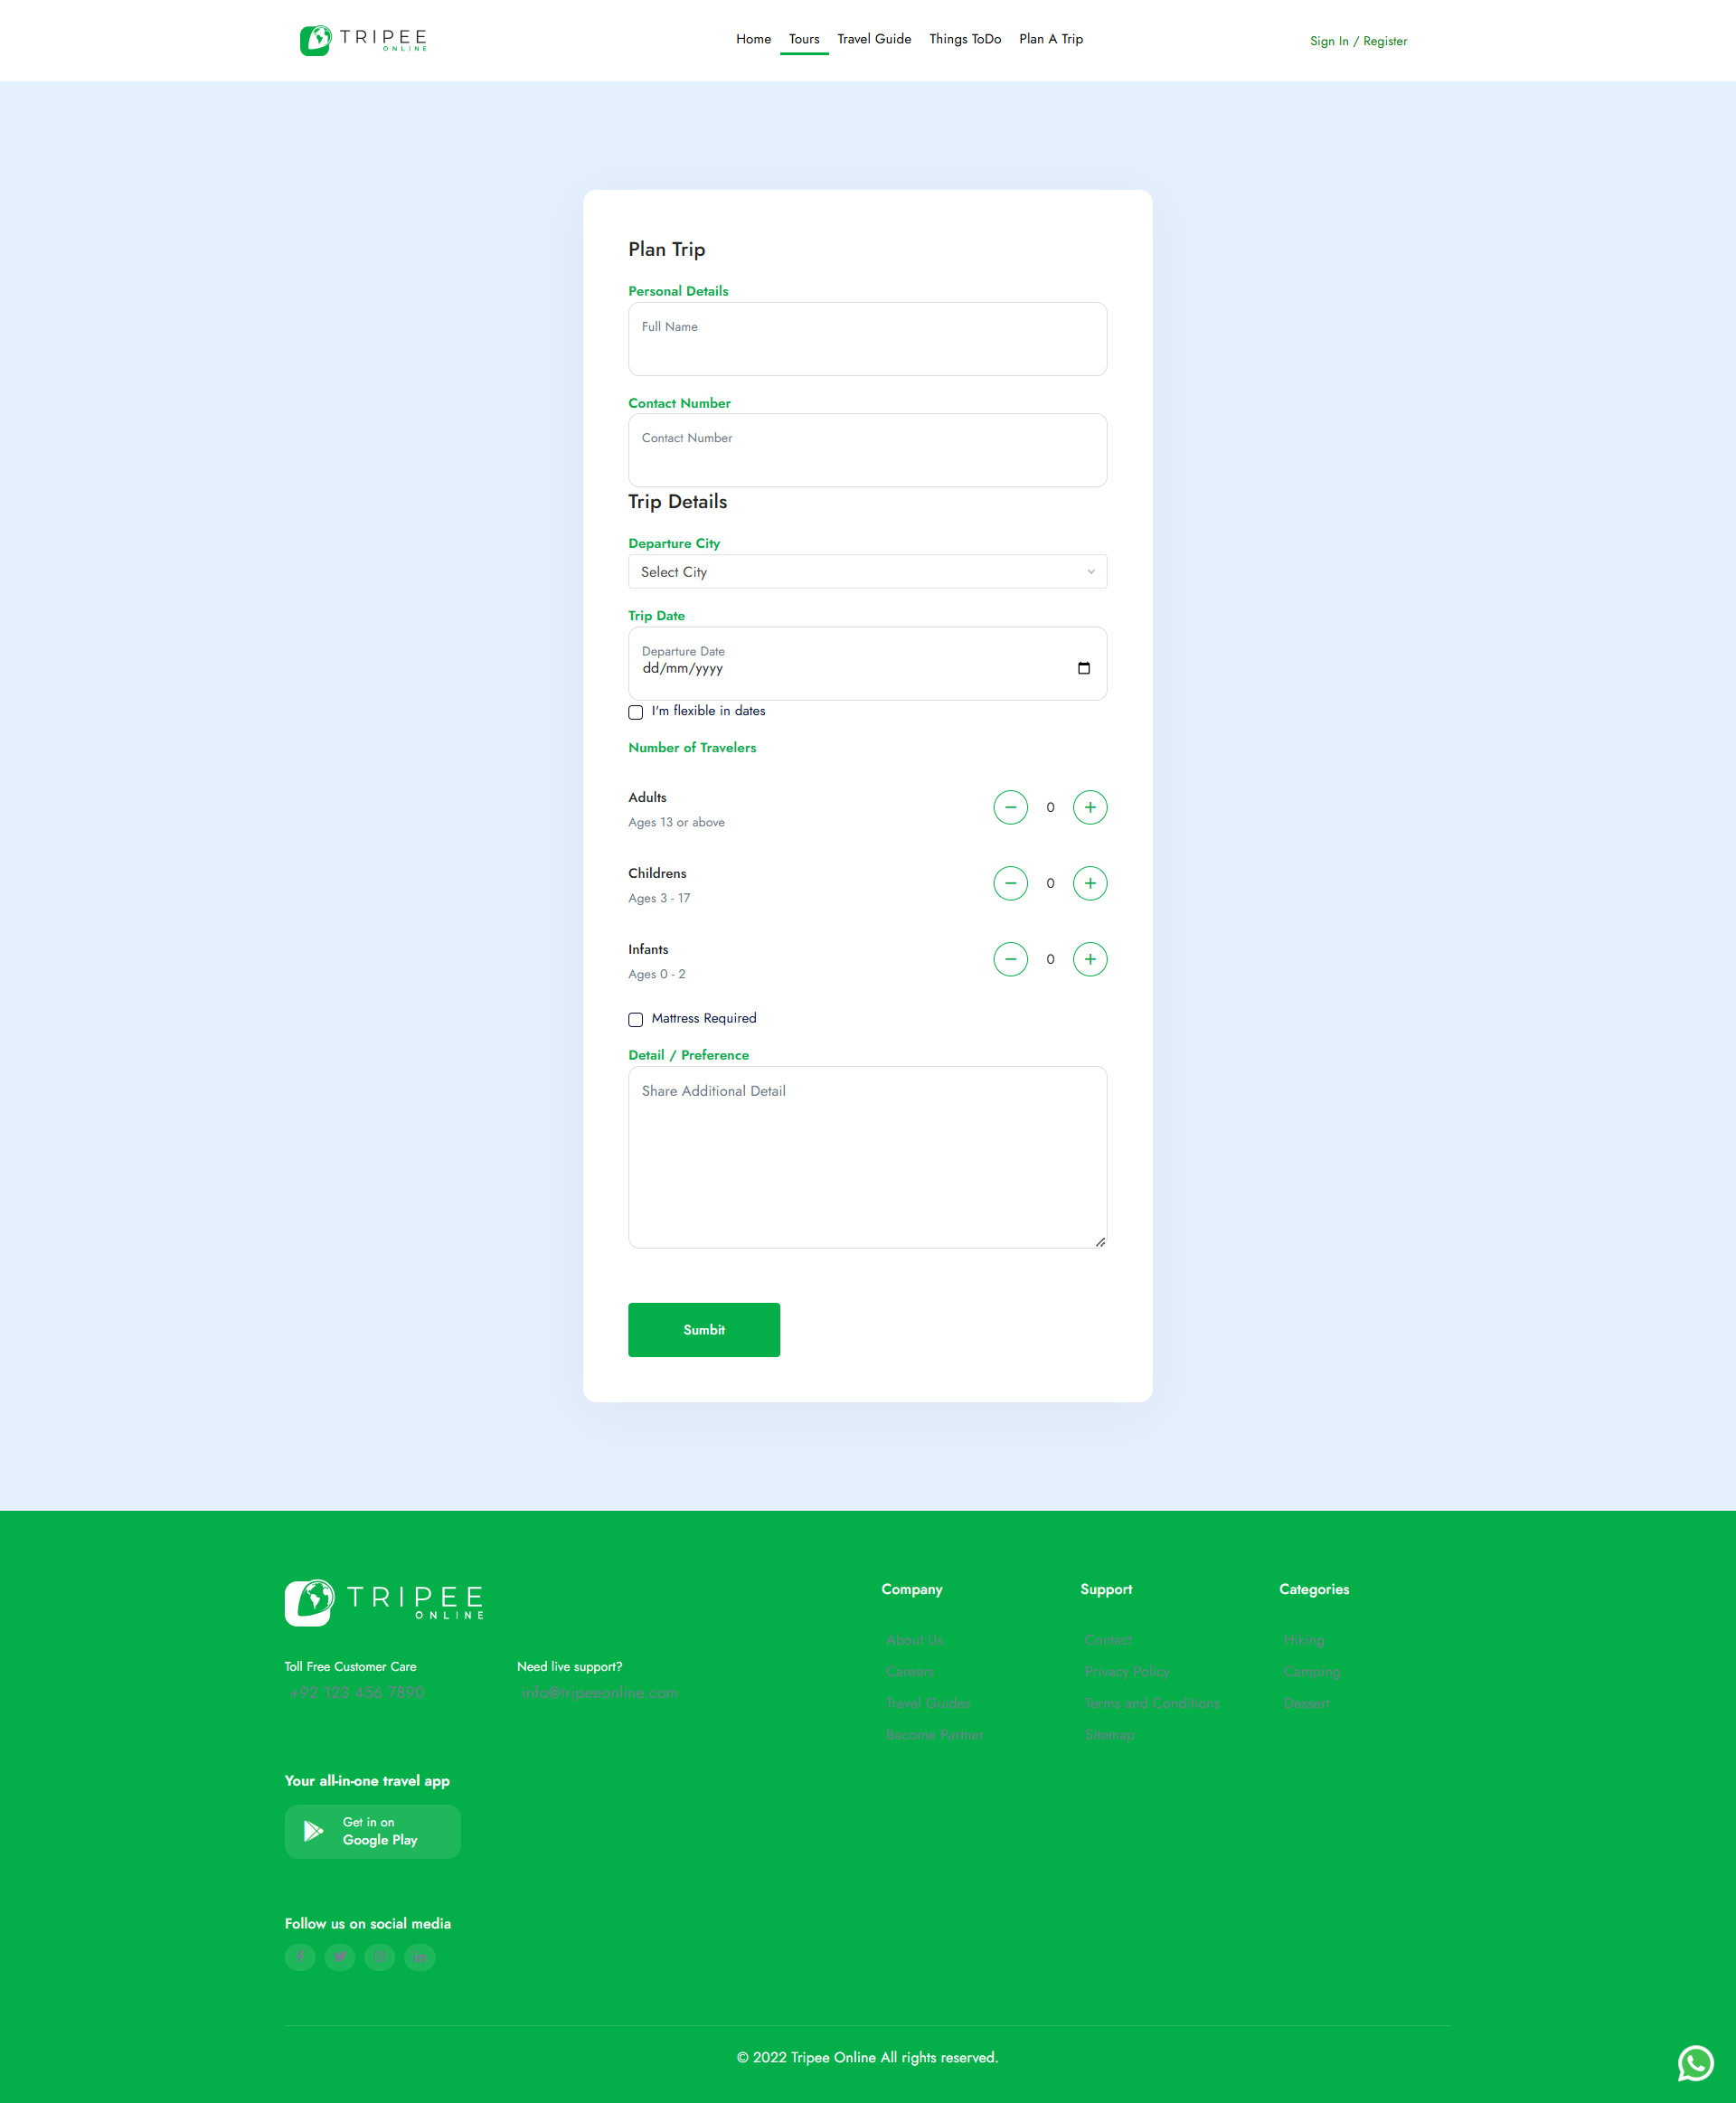 TRIPEE
ONLINE
Home Tours Travel Guide Things ToDo Plan A Trip
Sign In / Register
Plan Trip
Personal Details
Full Name
Contact Number
Contact Number
Trip Details
Departure City
Select City
Trip Date
Departure Date
dd/mm/yyyy
I'm flexible in dates
Number of Travelers
Adults
Ages 13 or above
0
Childrens
Ages 3 - 17
0
Infants
Ages 0 - 2
0
Mattress Required
Detail / Preference
Share Additional Detail
Sumbit
TRIPEE
ONLINE
Toll Free Customer Care
+92 123 456 7890
Need live support?
info@tripeeonline.com
Your all-in-one travel app
Get in on
Google Play
Follow us on social media
Company
About Us
Careers
Travel Guides
Become Partner
Support
Contact
Privacy Policy
Terms and Conditions
Sitemap
Categories
Hiking
Camping
Dessert
© 2022 Tripee Online All rights reserved.